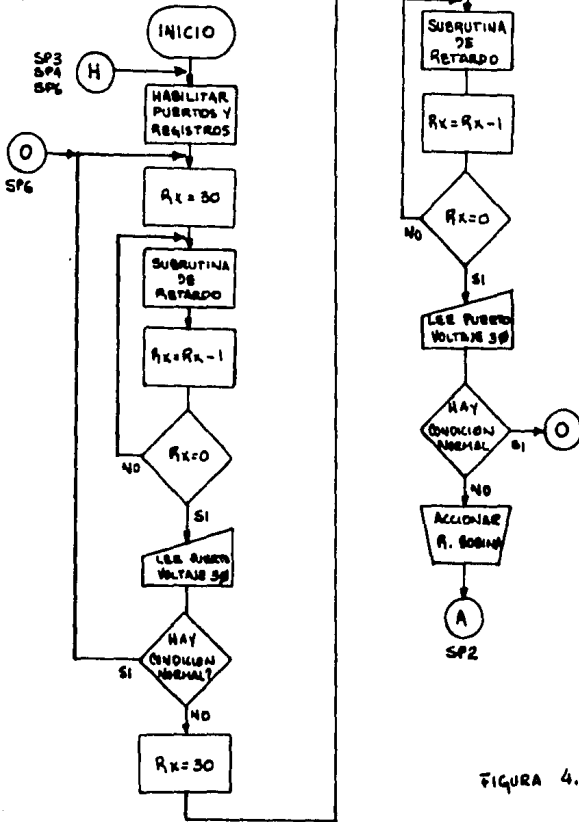 INICIO
SP3
SP4
SP6
H
HABILITAR
PUERTOS Y
REGISTROS
O
SP6
Rx = 30
SUBRUTINA
DE
RETARDO
Rx = Rx - 1
Rx=0
NO
SI
LEE PUERTO
VOLTAJE 3Ø
HAY
CONDICION
NORMAL?
SI
NO
Rx = 30
SUBRUTINA
DE
RETARDO
Rx = Rx - 1
Rx=0
NO
SI
LEE PUERTO
VOLTAJE 3Ø
HAY
CONDICION
NORMAL
SI
O
NO
ACCIONAR
R. BOBINA
A
SP2
FIGURA 4.